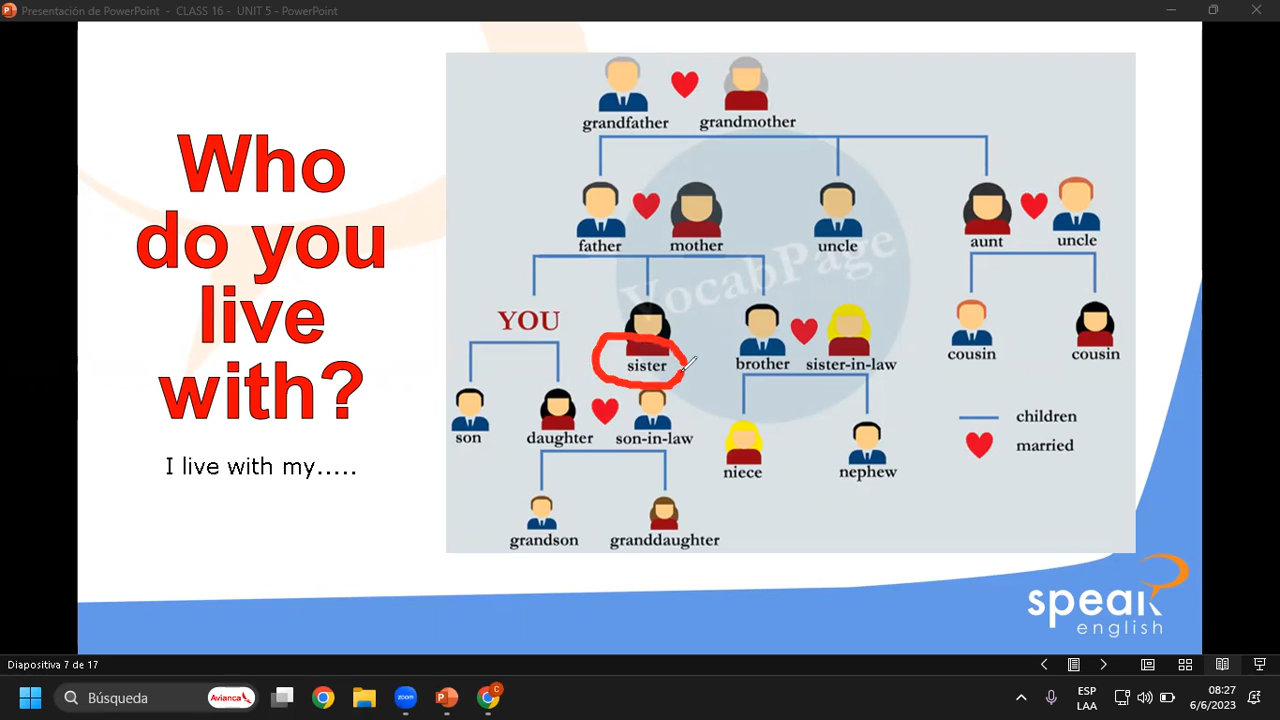 Presentación de PowerPoint - CLASS 16 - UNIT 5 - PowerPoint
Who
do you
live
with?
I live with my.....
grandfather
grandmother
father
mother
uncle
aunt
uncle
YOU
sister
brother
sister-in-law
cousin
cousin
son
daughter
son-in-law
niece
nephew
grandson
granddaughter
children
married
VocabPage
speak
english
Diapositiva 7 de 17
Búsqueda
Avianca
zoom
C
ESP
LAA
08:27
6/6/2023